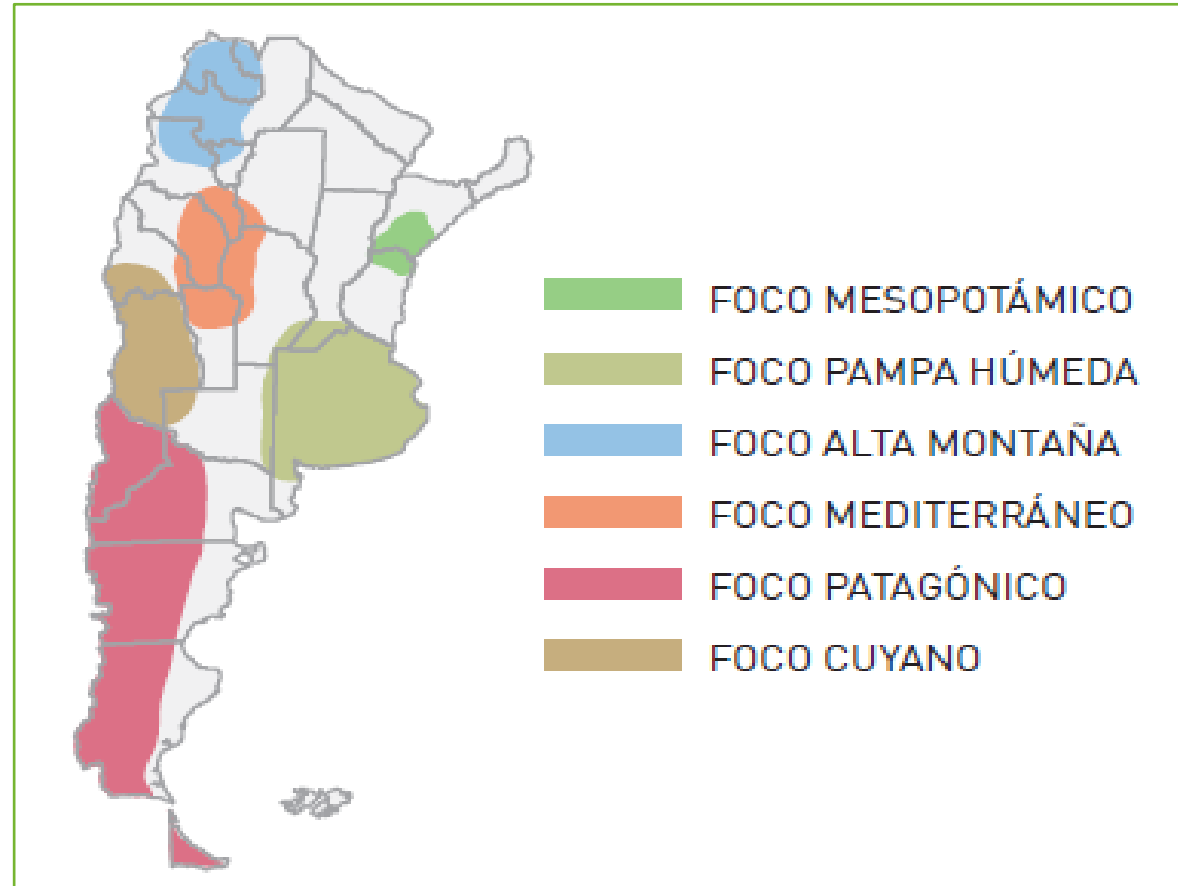 FOCO MESOPOTÁMICO
FOCO PAMPA HÚMEDA
FOCO ALTA MONTAÑA
FOCO MEDITERRÁNEO
FOCO PATAGÓNICO
FOCO CUYANO